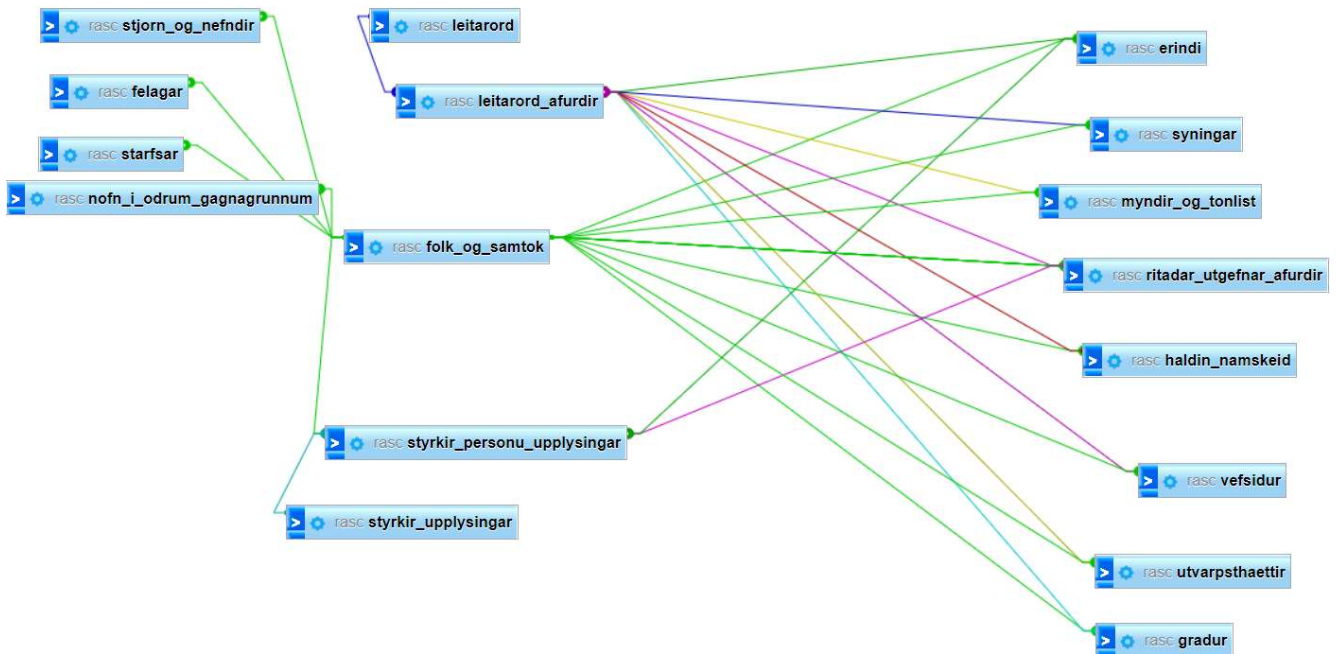 rasc stjorn_og_nefndir
rasc leitarord
rasc erindi
rasc felagar
rasc leitarord_afurdir
rasc syningar
rasc starfsar
rasc nofn_i_odrum_gagnagrunnum
rasc myndir_og_tonlist
rasc folk_og_samtok
rasc ritadar_utgefnar_afurdir
rasc haldin_namskeid
rasc styrkir_personu_upplysingar
rasc vefsidur
rasc styrkir_upplysingar
rasc utvarpsthaettir
rasc gradur